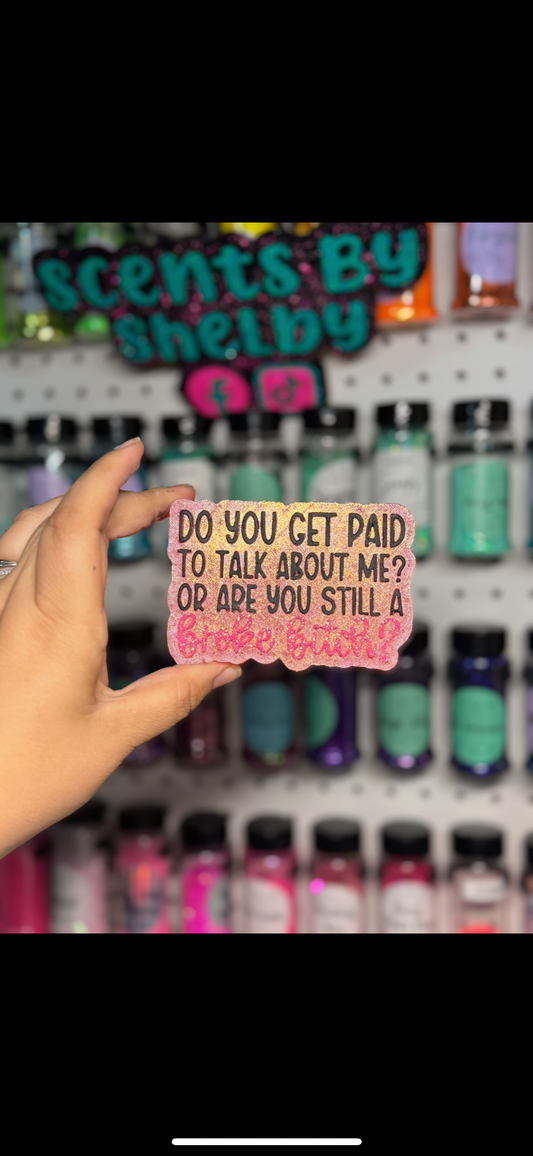 scents By
shelby
DO YOU GET PAID
TO TALK ABOUT ME?
OR ARE YOU STILL A
broke bitch?